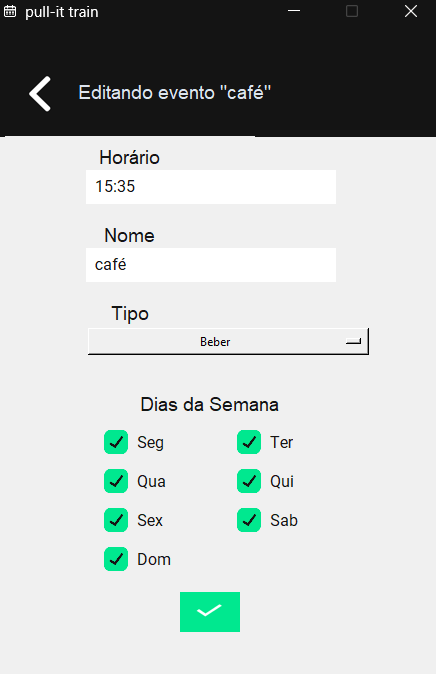 pull-it train
Editando evento "café"
Horário
15:35
Nome
café
Tipo
Beber
Dias da Semana
Seg Ter
Qua Qui
Sex Sab
Dom